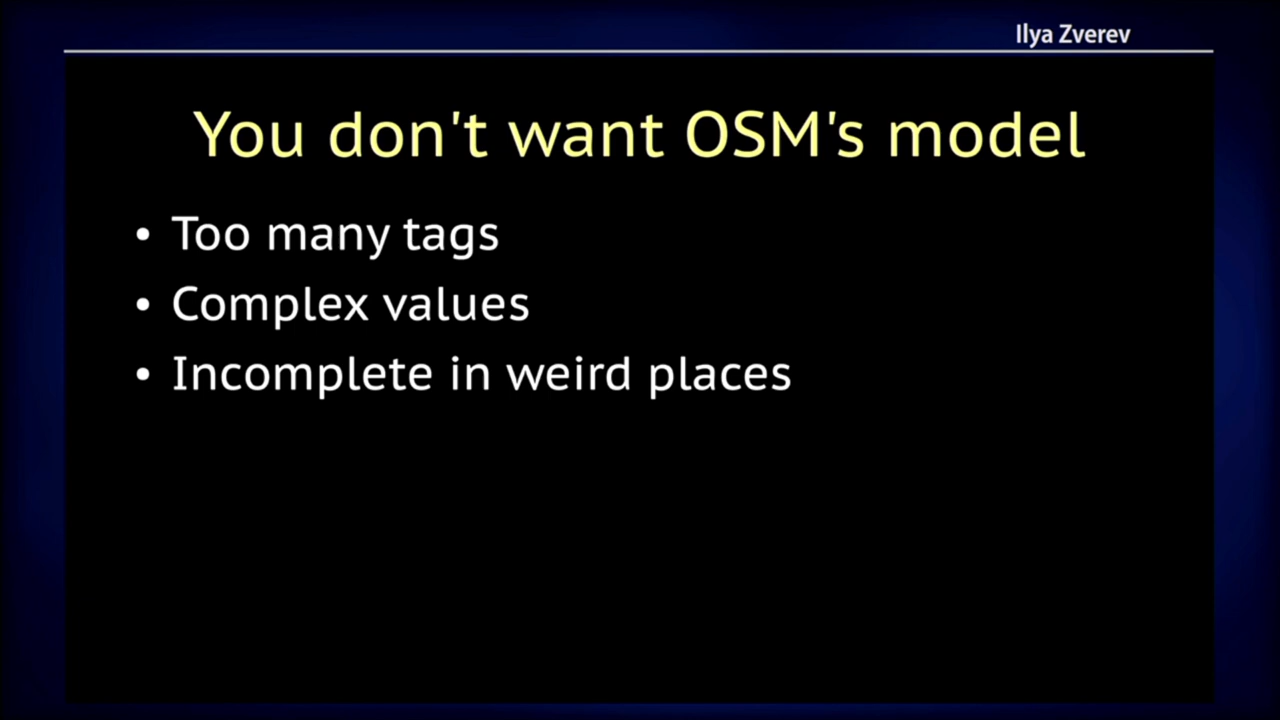 Ilya Zverev
You don't want OSM's model
• Too many tags
• Complex values
• Incomplete in weird places